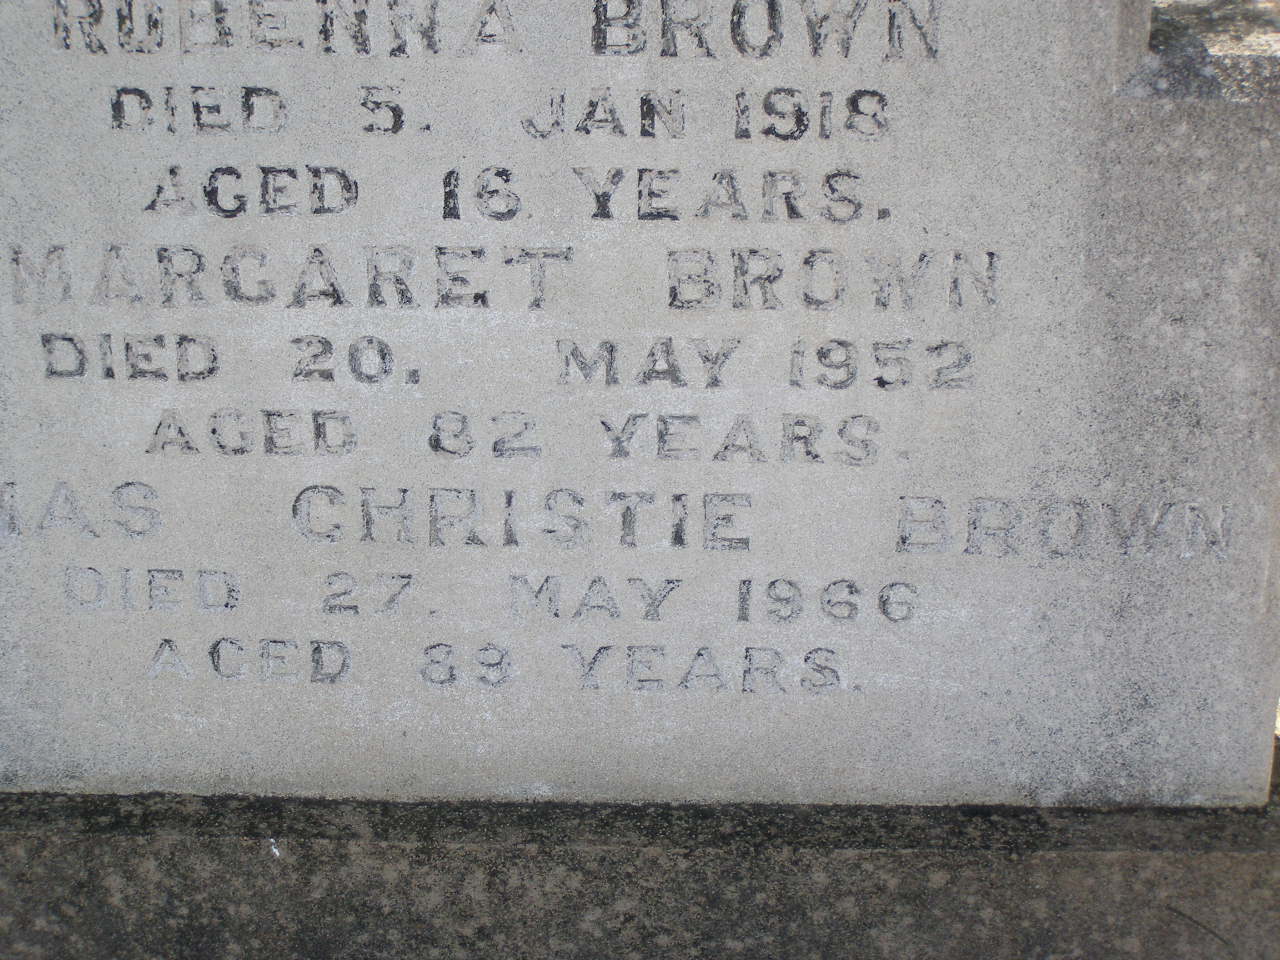 ROBENNA BROWN
DIED 5. JAN 1918
AGED 16 YEARS.
MARGARET BROWN
DIED 20. MAY 1952
AGED 82 YEARS.
CHRISTIE BROWN
DIED 27. MAY 1966
AGED 89 YEARS.